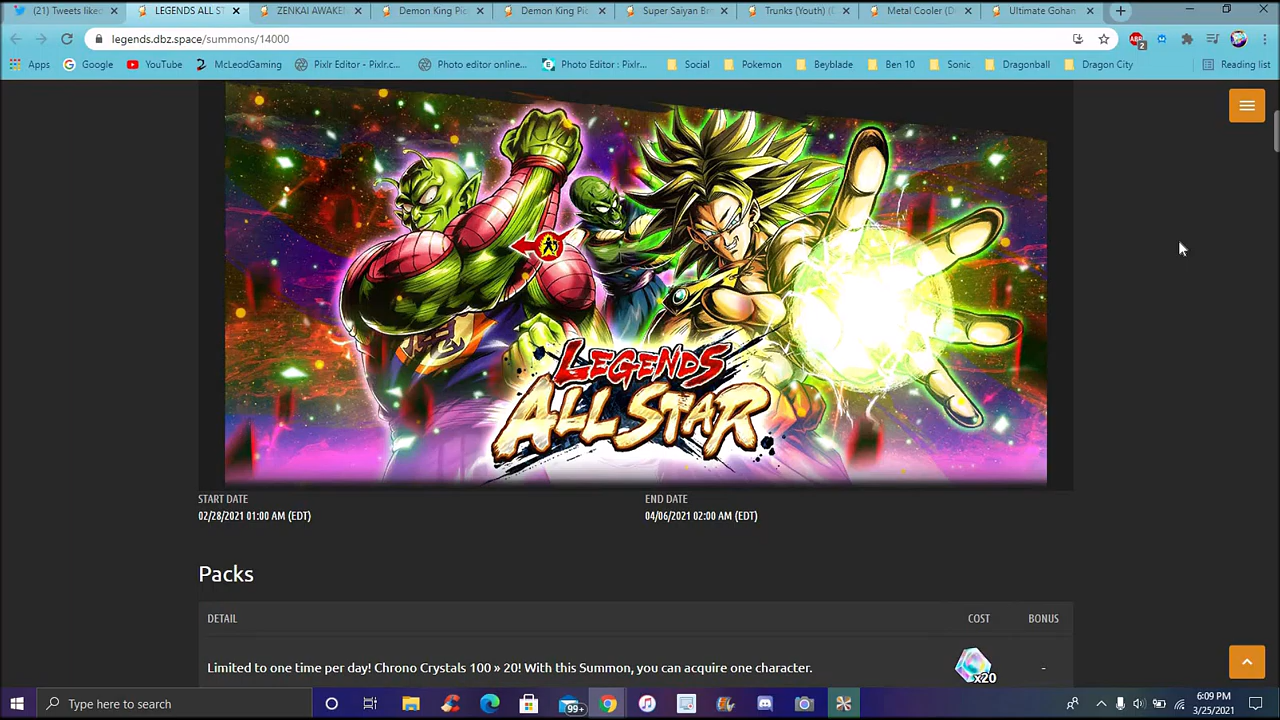 (21) Tweets liked
LEGENDS ALL ST
ZENKAI AWAKE
Demon King Pic
Demon King Pic
Super Saiyan Br
Trunks (Youth) (
Metal Cooler (D
Ultimate Gohan
legends.dbz.space/summons/14000
ABP
2
Apps
Google
YouTube
McLeodGaming
Pixlr Editor - Pixlr.c...
Photo editor online...
Photo Editor : Pixlr...
Social
Pokemon
Beyblade
Ben 10
Sonic
Dragonball
Dragon City
Reading list
LEGENDS
ALL STAR
START DATE
END DATE
02/28/2021 01:00 AM (EDT)
04/06/2021 02:00 AM (EDT)
Packs
DETAIL
COST
BONUS
Limited to one time per day! Chrono Crystals 100 » 20! With this Summon, you can acquire one character.
x20
-
Type here to search
99+
6:09 PM
3/25/2021